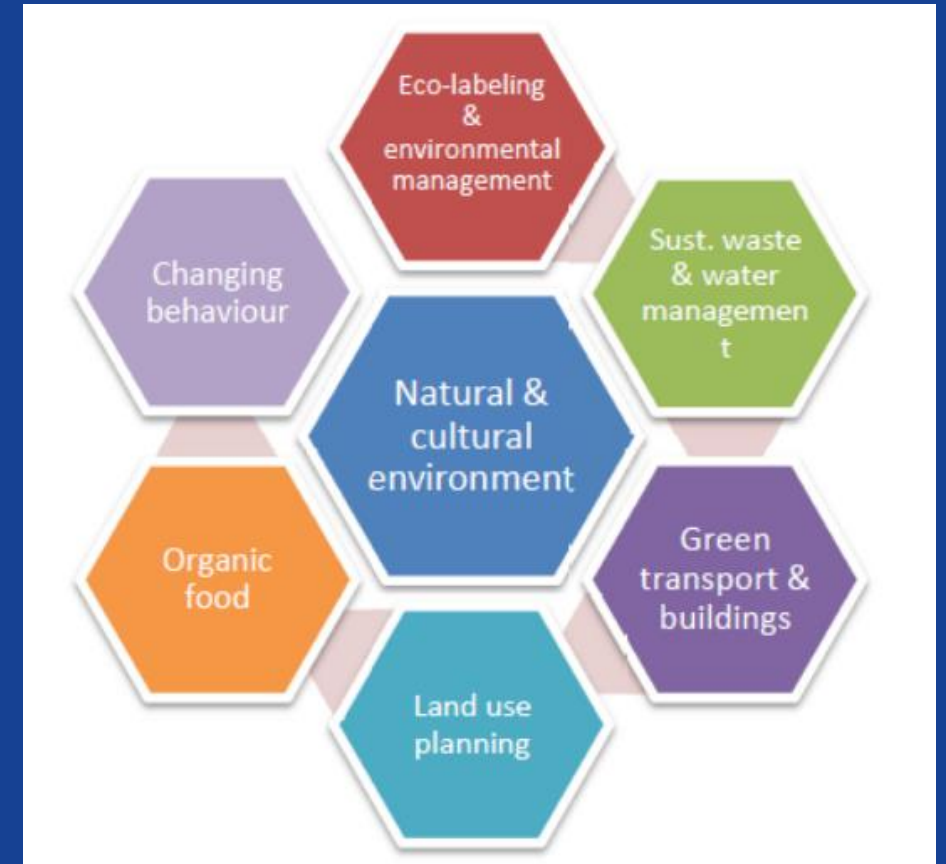 Eco-labeling
&
environmental
management
Sust. waste
& water
managemen
t
Green
transport &
buildings
Land use
planning
Organic
food
Changing
behaviour
Natural &
cultural
environment